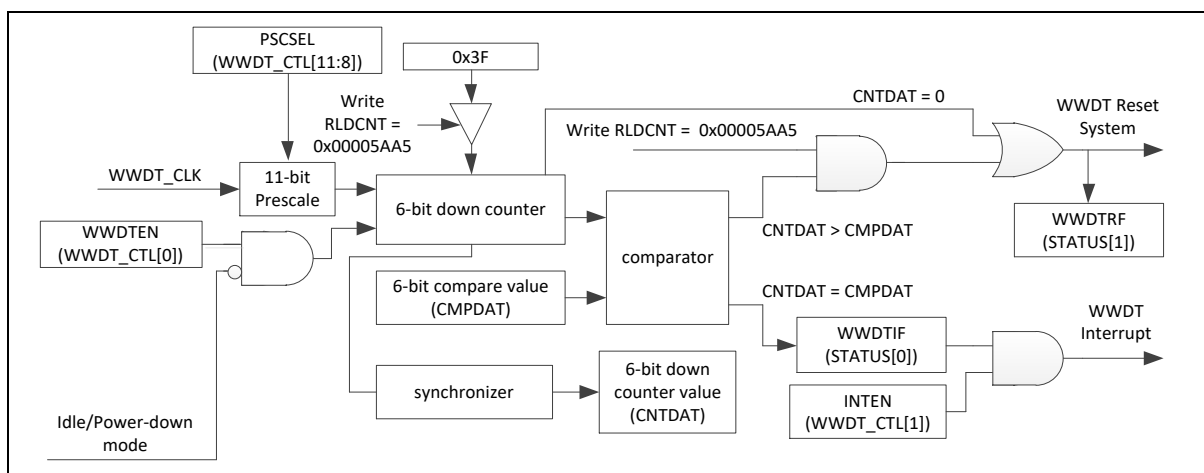 PSCSEL
(WWDT_CTL[11:8])
0x3F
Write
RLDCNT =
0x00005AA5
CNTDAT = 0
WWDT Reset
System
Write RLDCNT =  0x00005AA5
WWDT_CLK
11-bit
Prescale
6-bit down counter
WWDTEN
(WWDT_CTL[0])
comparator
CNTDAT > CMPDAT
WWDTRF
(STATUS[1])
6-bit compare value
(CMPDAT)
CNTDAT = CMPDAT
WWDTIF
(STATUS[0])
WWDT
Interrupt
synchronizer
6-bit down
counter value
(CNTDAT)
INTEN
(WWDT_CTL[1])
Idle/Power-down
mode